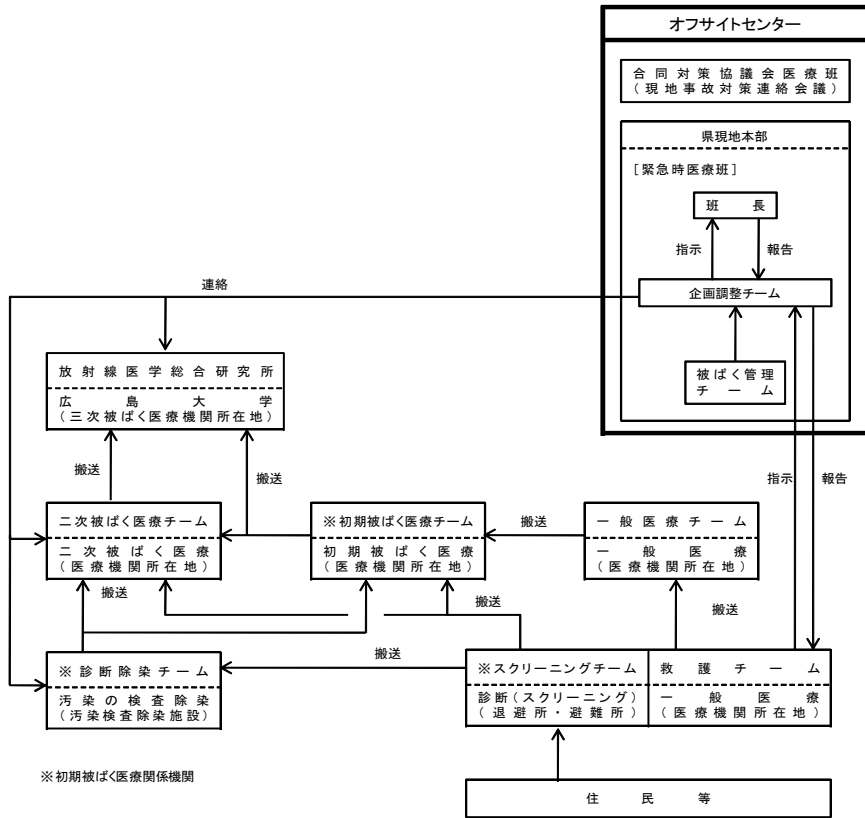 オフサイトセンター
合同対策協議会医療班
(現地事故対策連絡会議)
県現地本部
[緊急時医療班]
班長
指示
報告
企画調整チーム
被ばく管理
チーム
連絡
放射線医学総合研究所
広島大学
(三次被ばく医療機関所在地)
搬送
搬送
指示
報告
二次被ばく医療チーム
二次被ばく医療
(医療機関所在地)
※初期被ばく医療チーム
初期被ばく医療
(医療機関所在地)
搬送
一般医療チーム
一般医療
(医療機関所在地)
搬送
搬送
搬送
搬送
※診断除染チーム
汚染の検査除染
(汚染検査除染施設)
※スクリーニングチーム
診断(スクリーニング)
(退避所・避難所)
救護チーム
一般医療
(医療機関所在地)
※初期被ばく医療関係機関
住民等